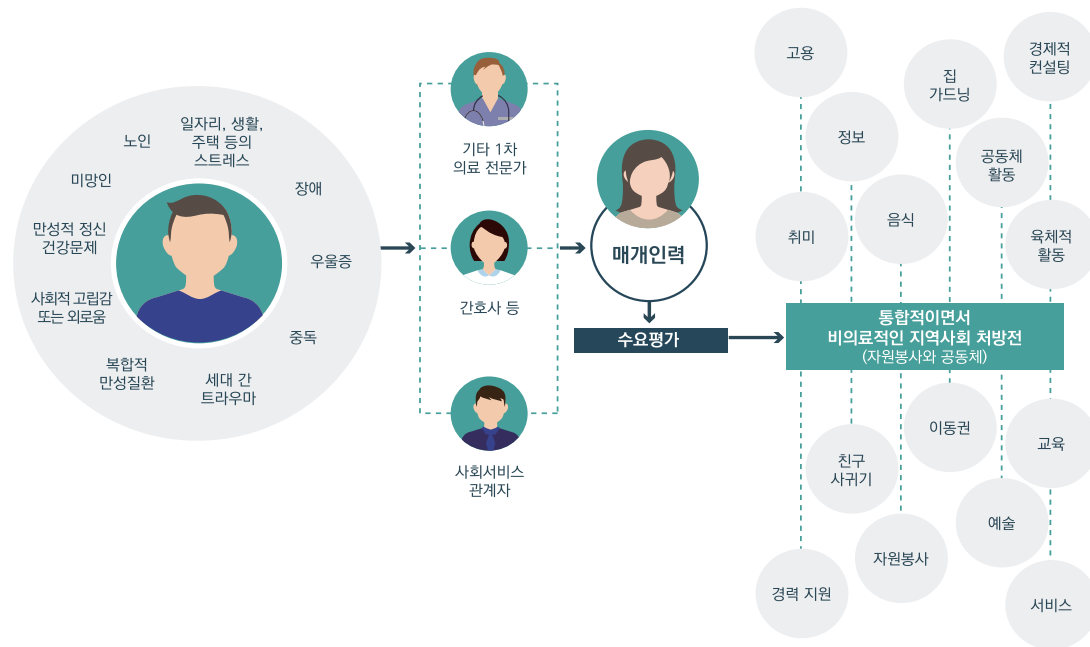 노인
일자리, 생활,
주택 등의
스트레스
미망인
장애
만성적 정신
건강문제
우울증
사회적 고립감
또는 외로움
중독
복합적
만성질환
세대 간
트라우마
기타 1차
의료 전문가
간호사 등
사회서비스
관계자
매개인력
수요평가
고용
집
가드닝
경제적
컨설팅
정보
공동체
활동
취미
음식
육체적
활동
통합적이면서
비의료적인 지역사회 처방전
(자원봉사와 공동체)
이동권
교육
친구
사귀기
예술
자원봉사
경력 지원
서비스